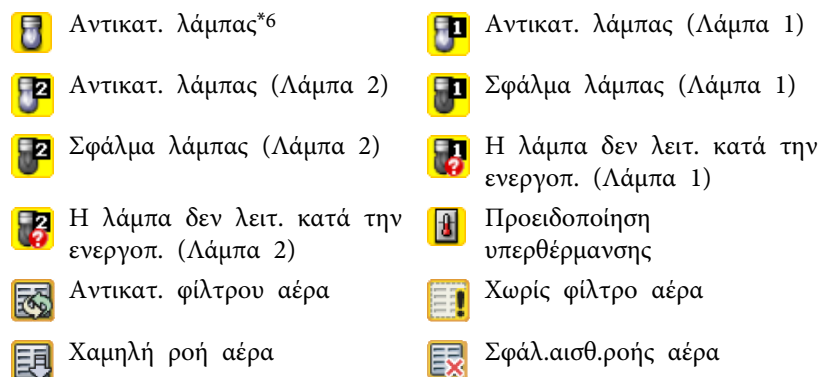 Αντικατ. λάμπας*6
Αντικατ. λάμπας (Λάμπα 1)
Αντικατ. λάμπας (Λάμπα 2)
Σφάλμα λάμπας (Λάμπα 1)
Σφάλμα λάμπας (Λάμπα 2)
Η λάμπα δεν λειτ. κατά την
ενεργοπ. (Λάμπα 1)
Η λάμπα δεν λειτ. κατά την
ενεργοπ. (Λάμπα 2)
Προειδοποίηση
υπερθέρμανσης
Αντικατ. φίλτρου αέρα
Χωρίς φίλτρο αέρα
Χαμηλή ροή αέρα
Σφάλ.αισθ.ροής αέρα